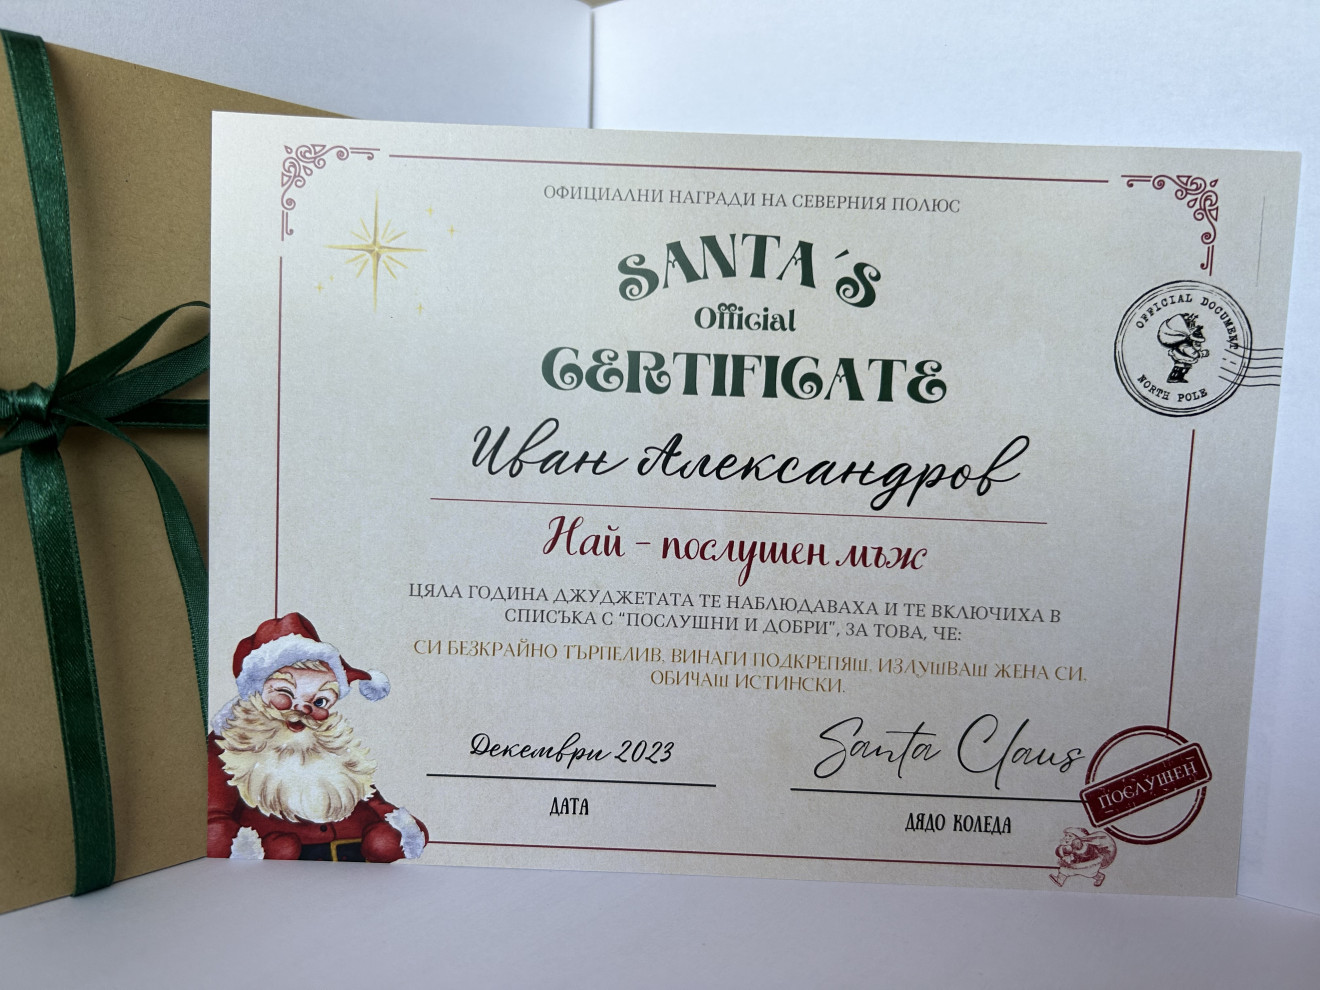 ОФИЦИАЛНИ НАГРАДИ НА СЕВЕРНИЯ ПОЛЮС
SANTA´S
Official
CERTIFICATE
OFFICIAL DOCUMENT
NORTH POLE
Иван Александров
Най - послушен мъж
ЦЯЛА ГОДИНА ДЖУДЖЕТАТА ТЕ НАБЛЮДАВАХА И ТЕ ВКЛЮЧИХА В
СПИСЪКА С "ПОСЛУШНИ И ДОБРИ", ЗА ТОВА, ЧЕ:
СИ БЕЗКРАЙНО ТЪРПЕЛИВ, ВИНАГИ ПОДКРЕПЯШ, ИЗЛУШВАШ ЖЕНА СИ,
ОБИЧАШ ИСТИНСКИ.
Декември 2023
Santa Claus
ДАТА
ДЯДО КОЛЕДА
ПОСЛУШЕН